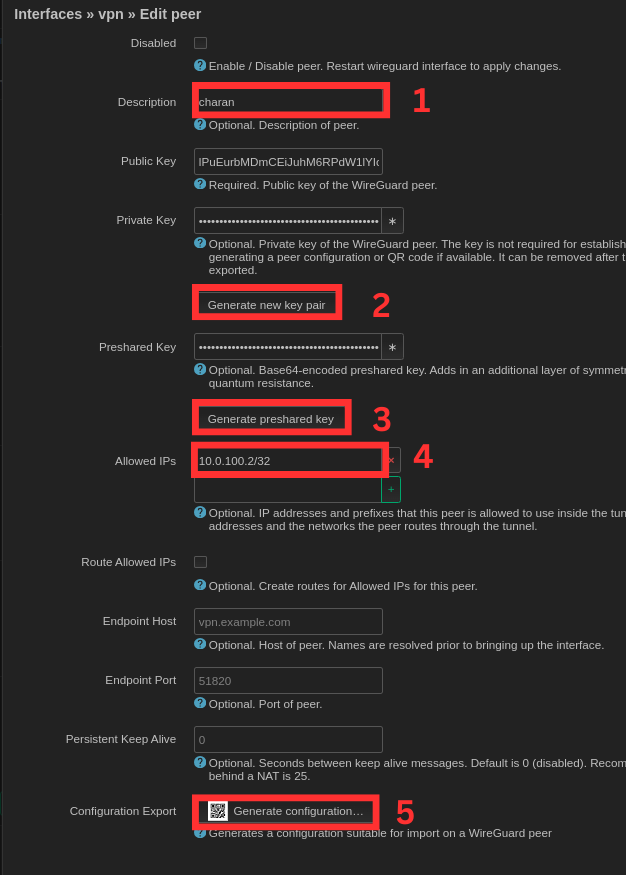 Interfaces » vpn » Edit peer
Disabled
Enable / Disable peer. Restart wireguard interface to apply changes.
Description
charan
1
Optional. Description of peer.
Public Key
Required. Public key of the WireGuard peer.
Private Key
*
Optional. Private key of the WireGuard peer. The key is not required for establish
generating a peer configuration or QR code if available. It can be removed after t
exported.
Generate new key pair
2
Preshared Key
*
Optional. Base64-encoded preshared key. Adds in an additional layer of symmetr
quantum resistance.
Generate preshared key
3
Allowed IPs
10.0.100.2/32
×
4
+
Optional. IP addresses and prefixes that this peer is allowed to use inside the tun
addresses and the networks the peer routes through the tunnel.
Route Allowed IPs
Optional. Create routes for Allowed IPs for this peer.
Endpoint Host
vpn.example.com
Optional. Host of peer. Names are resolved prior to bringing up the interface.
Endpoint Port
51820
Optional. Port of peer.
Persistent Keep Alive
0
Optional. Seconds between keep alive messages. Default is 0 (disabled). Recom
behind a NAT is 25.
Configuration Export
Generate configuration…
5
Generates a configuration suitable for import on a WireGuard peer